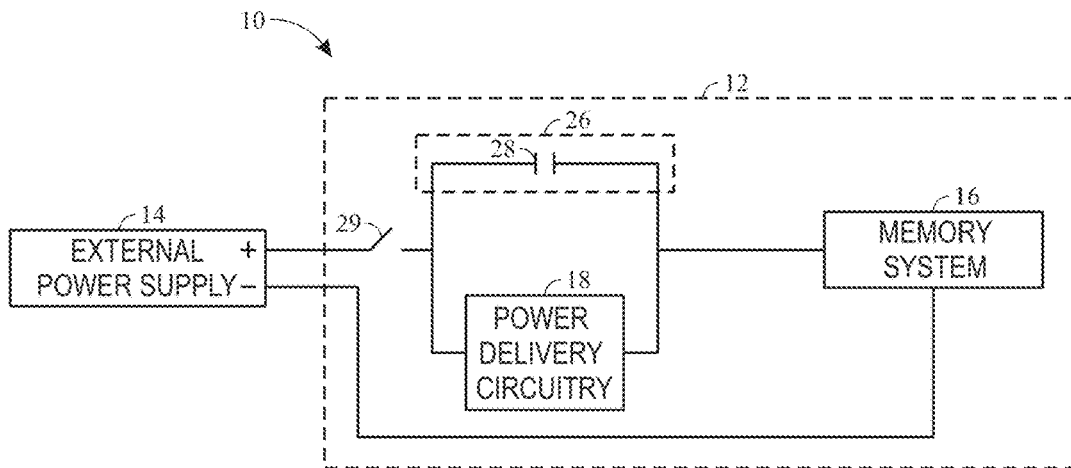 10
12
26
28
14
29
16
EXTERNAL +
POWER SUPPLY −
MEMORY
SYSTEM
18
POWER
DELIVERY
CIRCUITRY